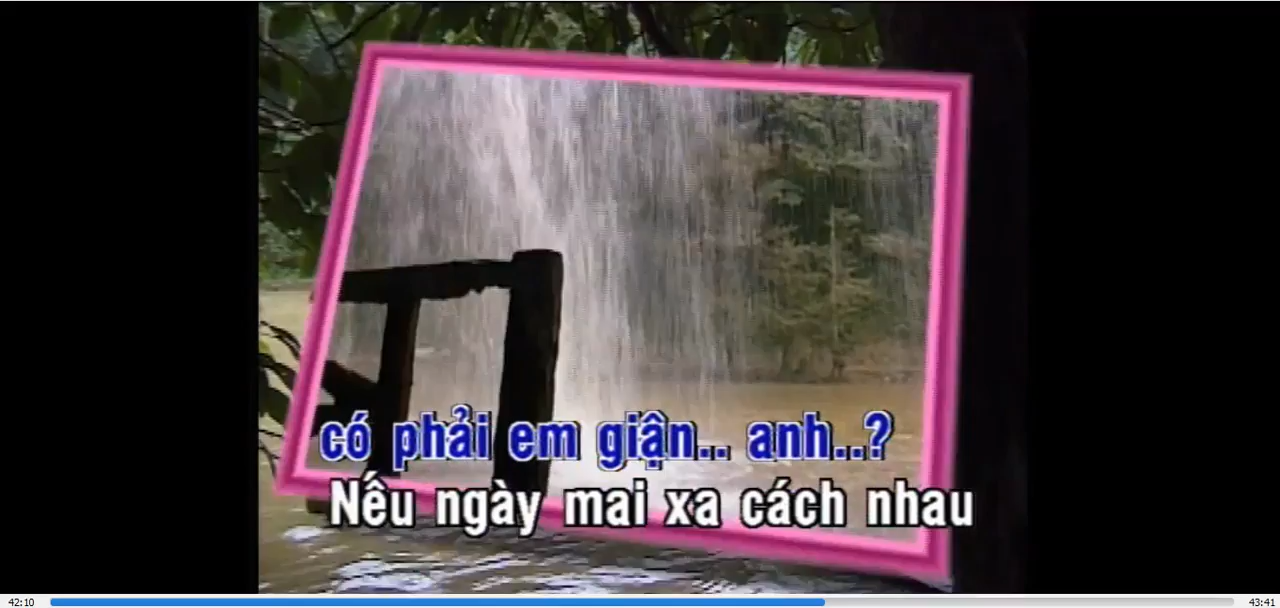 có phải em giận.. anh..?
Nếu ngày mai xa cách nhau
42:10
43:41